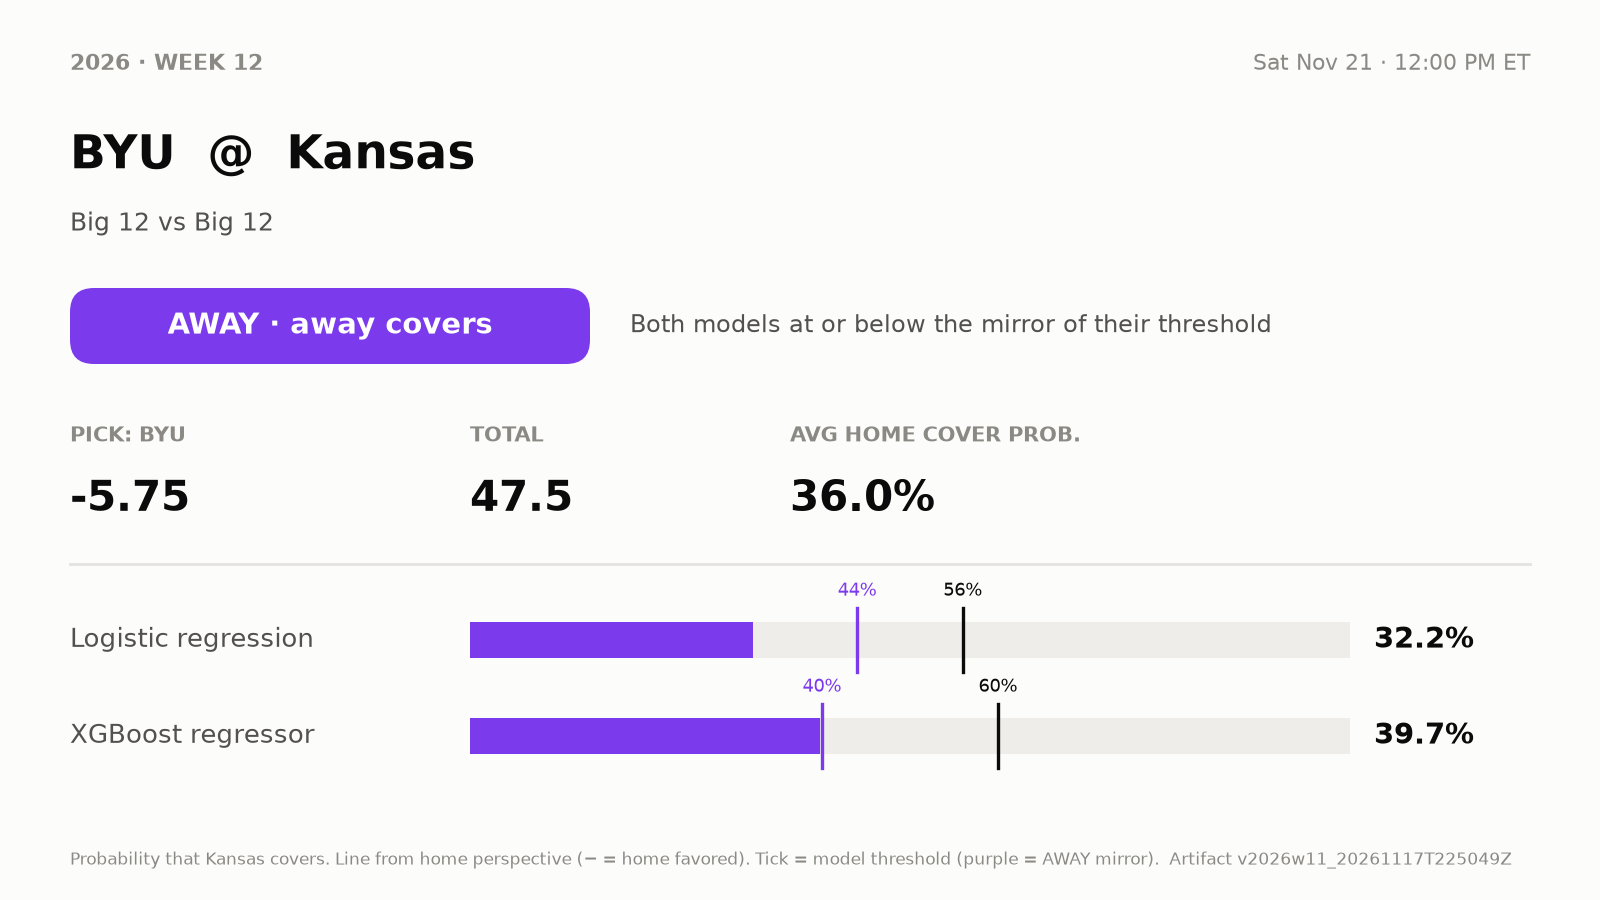 2026 · WEEK 12
Sat Nov 21 · 12:00 PM ET
BYU @ Kansas
Big 12 vs Big 12
AWAY · away covers
Both models at or below the mirror of their threshold
PICK: BYU
TOTAL
AVG HOME COVER PROB.
-5.75
47.5
36.0%
44%
56%
Logistic regression
32.2%
40%
60%
XGBoost regressor
39.7%
Probability that Kansas covers. Line from home perspective (− = home favored). Tick = model threshold (purple = AWAY mirror). Artifact v2026w11_20261117T225049Z